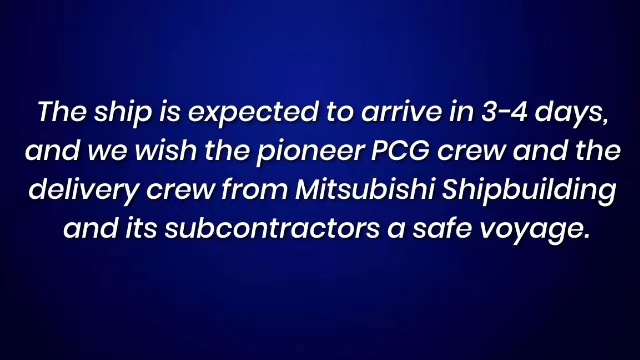 The ship is expected to arrive in 3-4 days,
and we wish the pioneer PCG crew and the
delivery crew from Mitsubishi Shipbuilding
and its subcontractors a safe voyage.